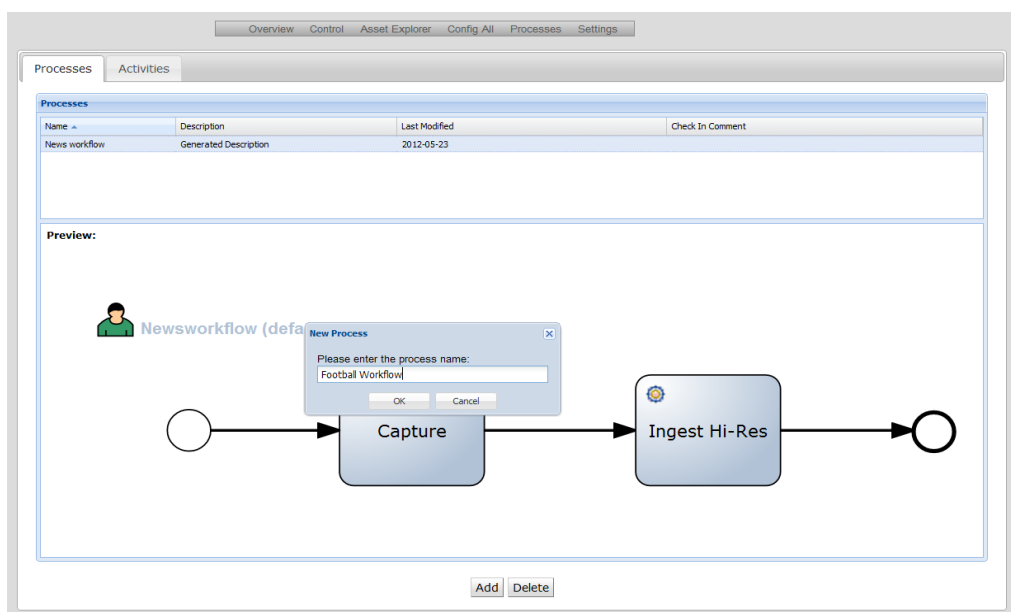 Overview Control Asset Explorer Config All Processes Settings
Processes Activities
Processes
Name Description Last Modified Check In Comment
News workflow Generated Description 2012-05-23
Preview:
Newsworkflow (defa
New Process
Please enter the process name:
Football Workflow
OK Cancel
Capture
Ingest Hi-Res
Add Delete